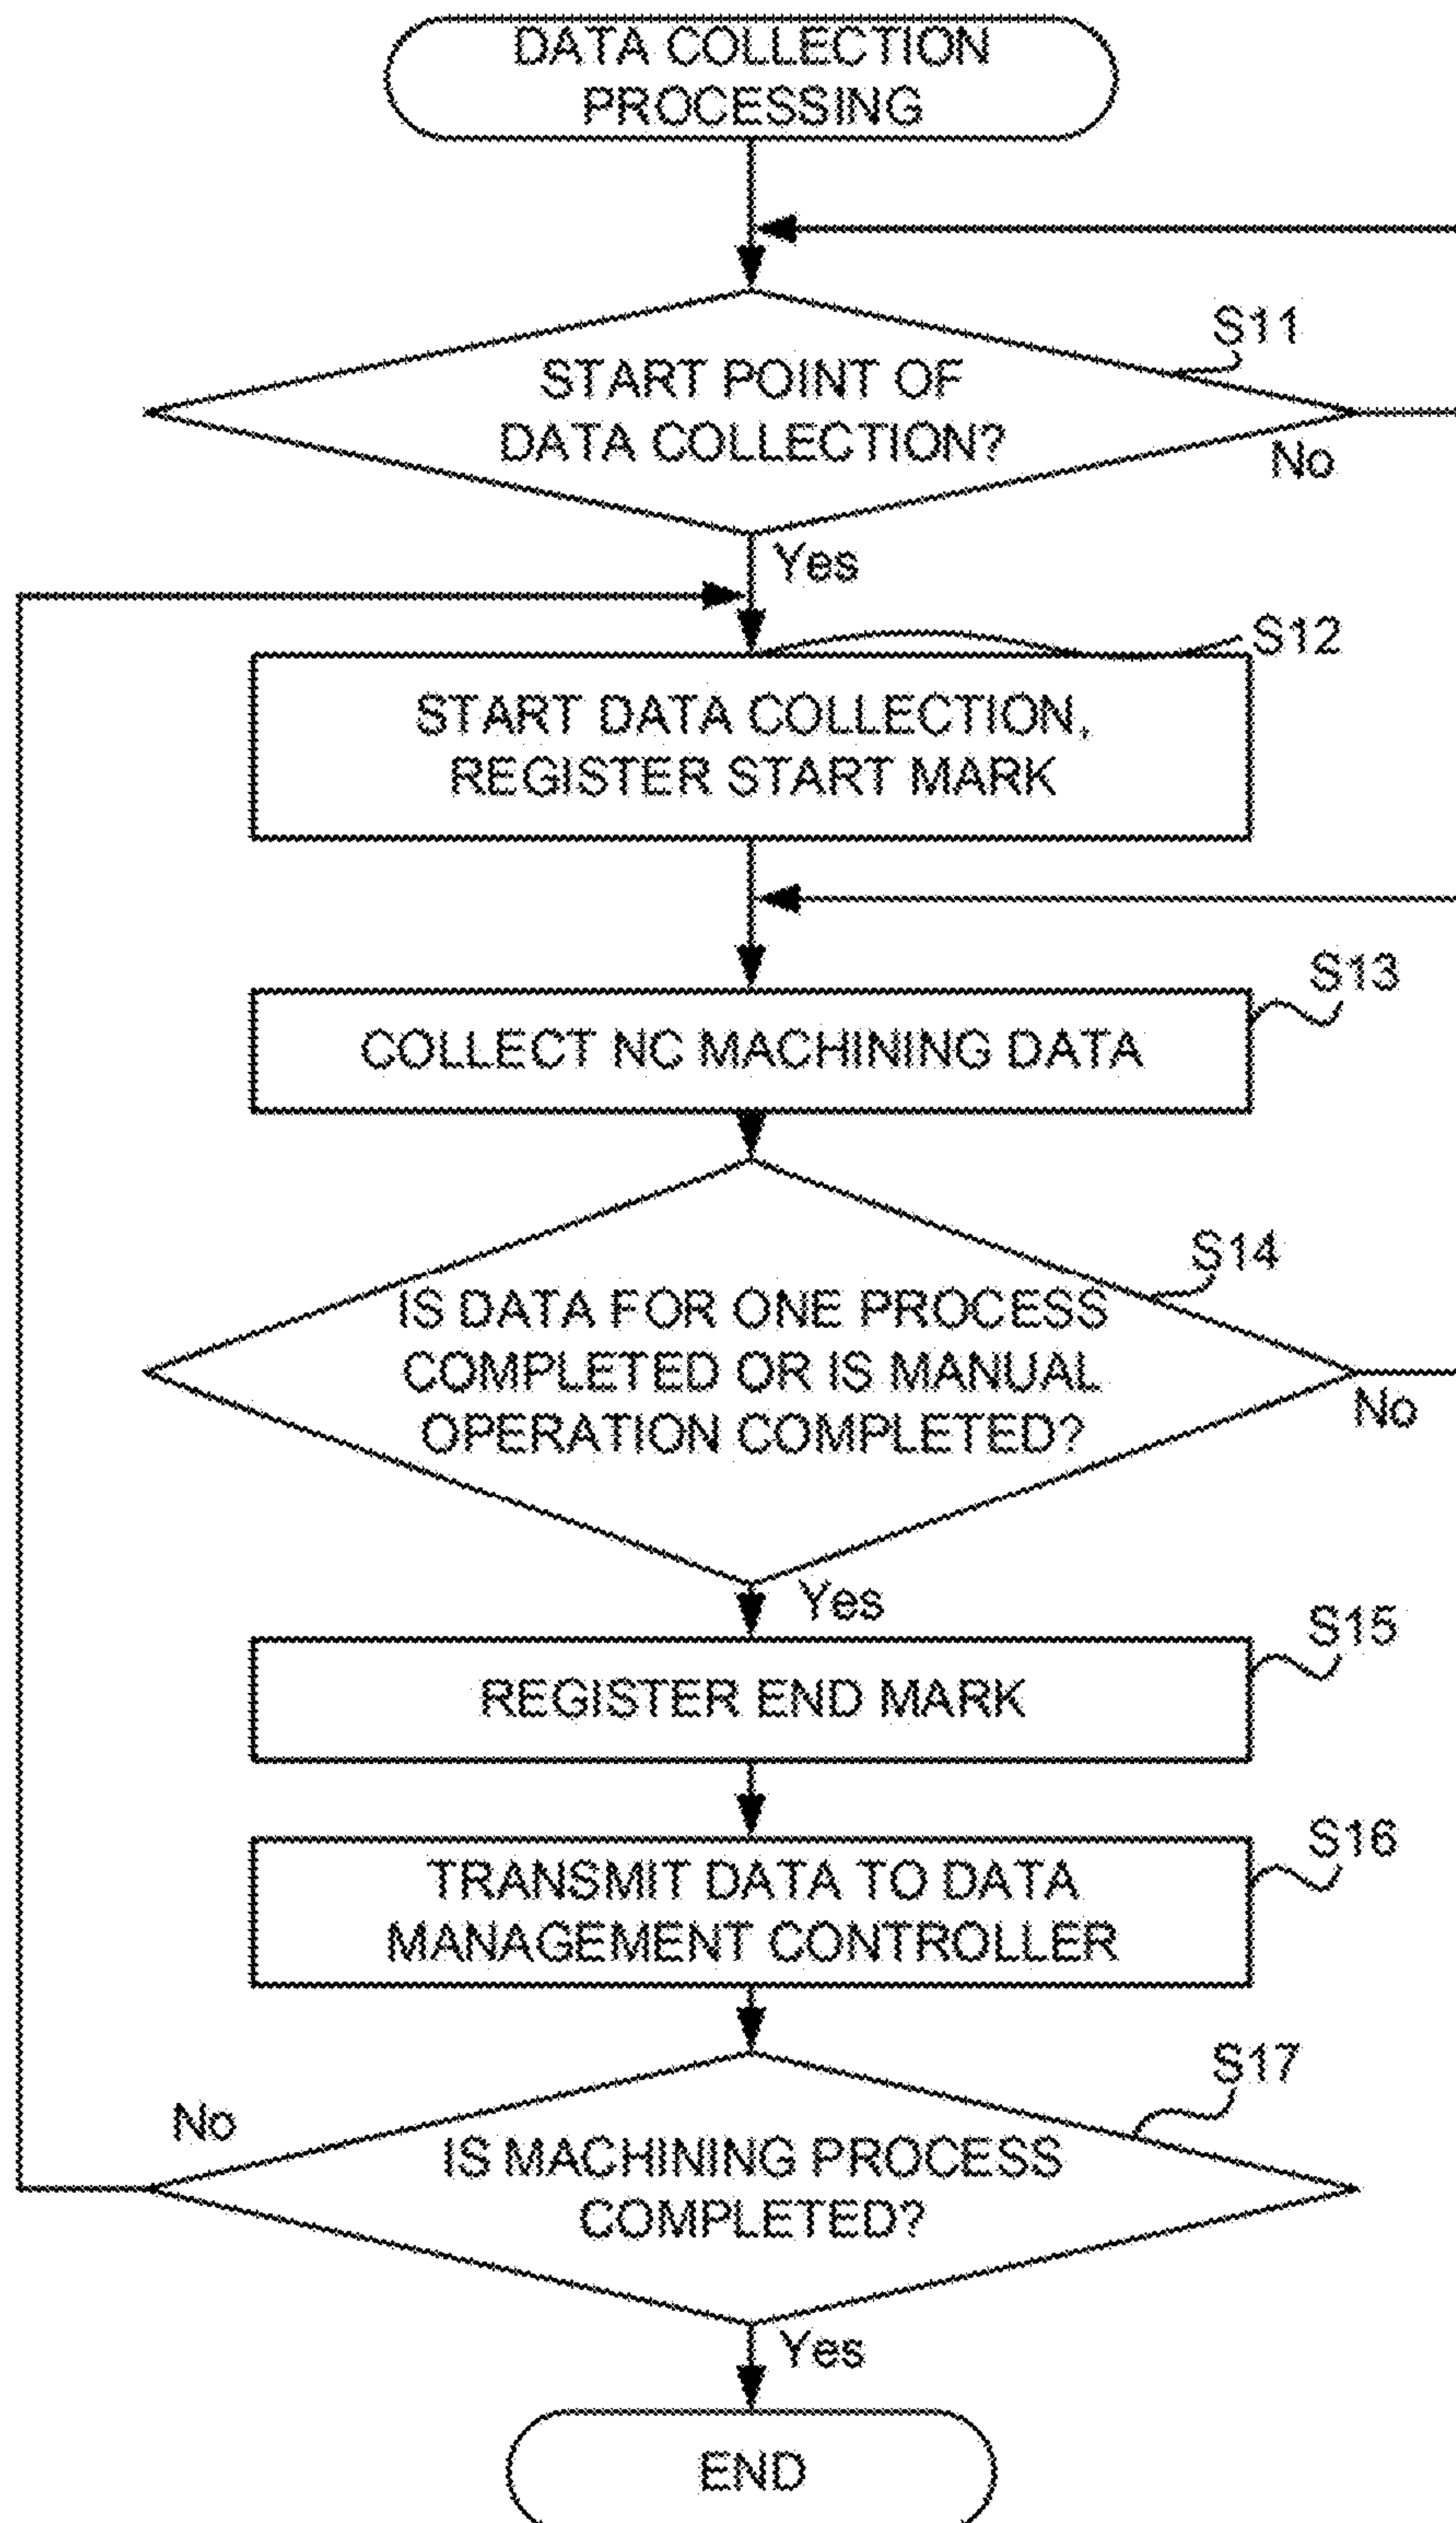 DATA COLLECTION
PROCESSING
S11
START POINT OF
DATA COLLECTION?
No
Yes
S12
START DATA COLLECTION,
REGISTER START MARK
S13
COLLECT NC MACHINING DATA
S14
IS DATA FOR ONE PROCESS
COMPLETED OR IS MANUAL
OPERATION COMPLETED?
No
Yes
S15
REGISTER END MARK
S16
TRANSMIT DATA TO DATA
MANAGEMENT CONTROLLER
S17
No
IS MACHINING PROCESS
COMPLETED?
Yes
END